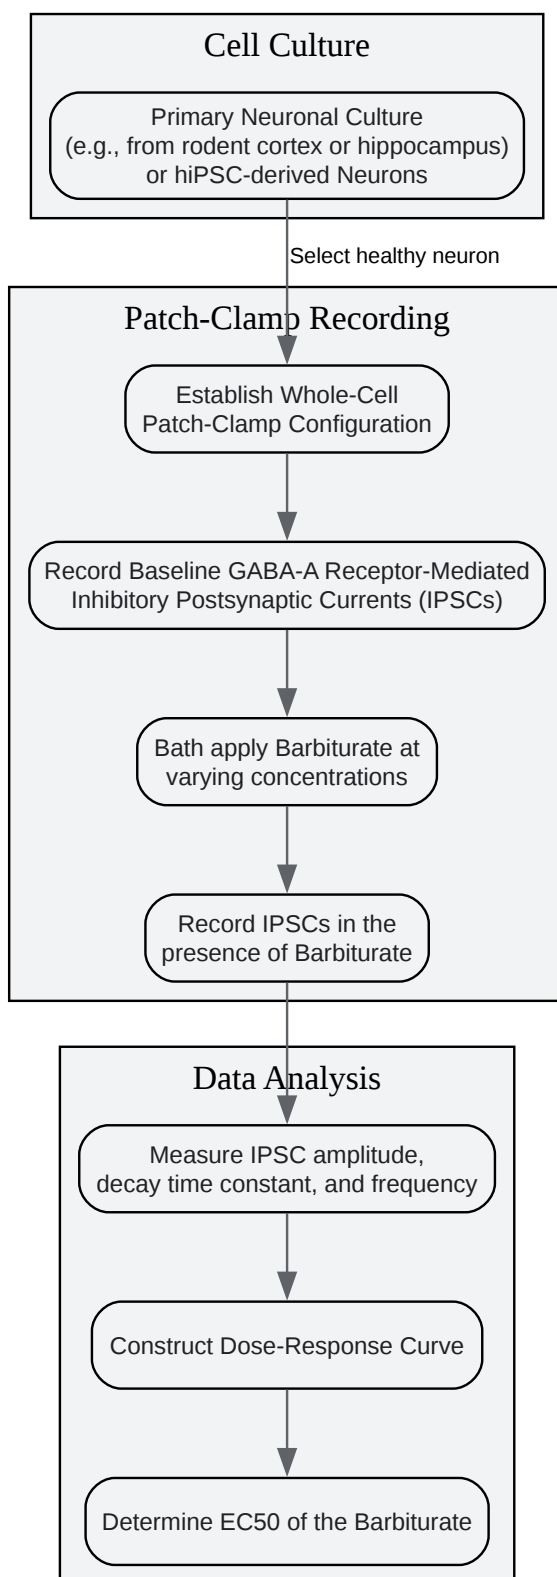 Cell Culture
Primary Neuronal Culture
(e.g., from rodent cortex or hippocampus)
or hiPSC-derived Neurons
Select healthy neuron
Patch-Clamp Recording
Establish Whole-Cell
Patch-Clamp Configuration
Record Baseline GABA-A Receptor-Mediated
Inhibitory Postsynaptic Currents (IPSCs)
Bath apply Barbiturate at
varying concentrations
Record IPSCs in the
presence of Barbiturate
Data Analysis
Measure IPSC amplitude,
decay time constant, and frequency
Construct Dose-Response Curve
Determine EC50 of the Barbiturate